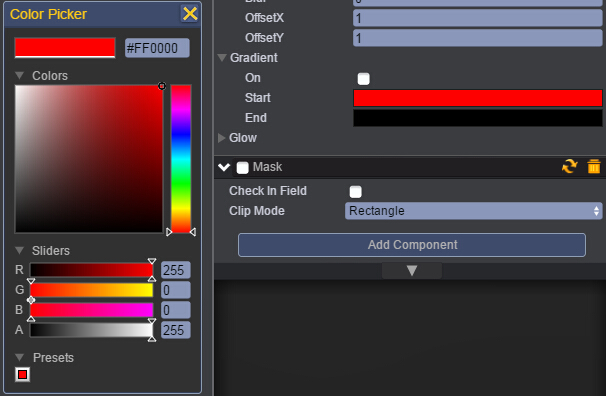 Color Picker
#FF0000
Colors
Sliders
R 255
G 0
B 0
A 255
Presets
OffsetX 1
OffsetY 1
Gradient
On
Start
End
Glow
Mask
Check In Field
Clip Mode Rectangle
Add Component